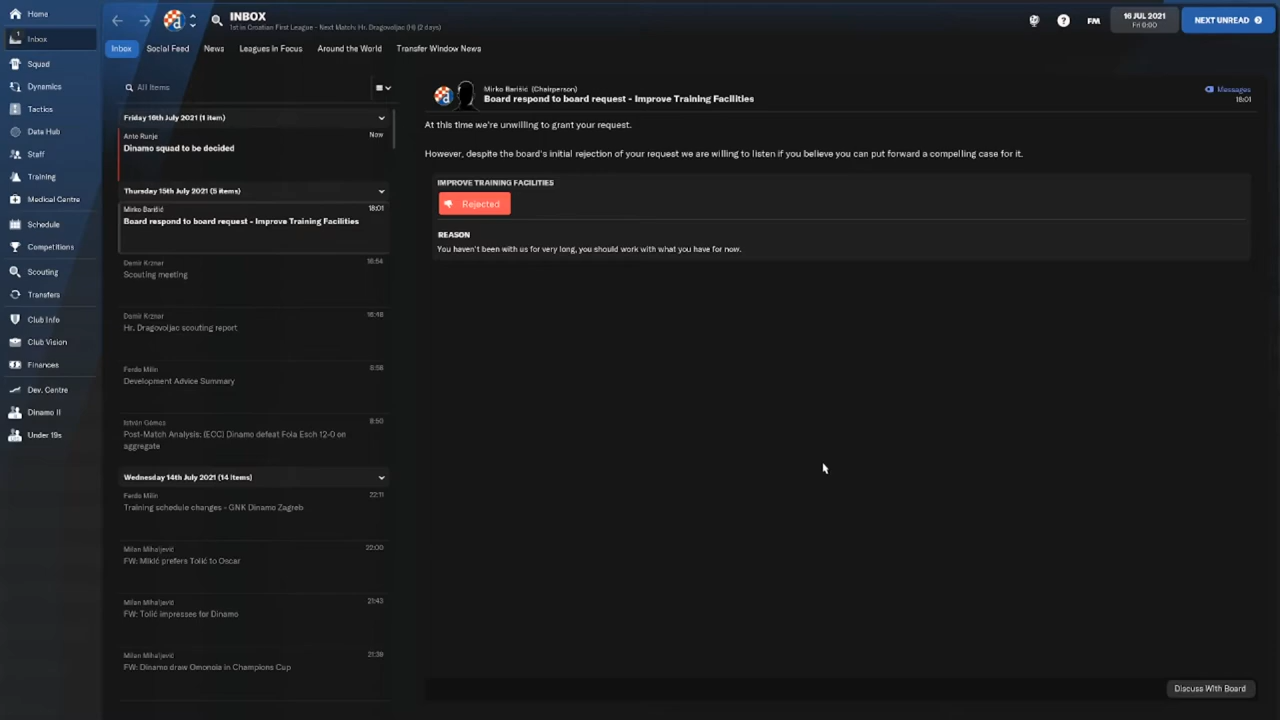 Home
1
Inbox
Squad
Dynamics
Tactics
Data Hub
Staff
Training
Medical Centre
Schedule
Competitions
Scouting
Transfers
Club Info
Club Vision
Finances
Dev. Centre
Dinamo II
Under 19s
INBOX
1st in Croatian First League - Next Match: Hr. Dragovoljac (H) (2 days)
FM
16 JUL 2021
Fri 0:00
NEXT UNREAD
Inbox
Social Feed
News
Leagues in Focus
Around the World
Transfer Window News
All Items
Friday 16th July 2021 (1 item)
Ante Runje
Now
Dinamo squad to be decided
Thursday 15th July 2021 (5 items)
Mirko Barišić
18:01
Board respond to board request - Improve Training Facilities
Damir Krznar
16:54
Scouting meeting
Damir Krznar
16:48
Hr. Dragovoljac scouting report
Ferdo Milin
8:58
Development Advice Summary
István Gémes
8:50
Post-Match Analysis: (ECC) Dinamo defeat Fola Esch 12-0 on
aggregate
Wednesday 14th July 2021 (14 items)
Ferdo Milin
22:11
Training schedule changes - GNK Dinamo Zagreb
Milan Mihaljević
22:00
FW: Mikić prefers Tolić to Oscar
Milan Mihaljević
21:43
FW: Tolić impresses for Dinamo
Milan Mihaljević
21:39
FW: Dinamo draw Omonoia in Champions Cup
Mirko Barišić (Chairperson)
Board respond to board request - Improve Training Facilities
Messages
18:01
At this time we're unwilling to grant your request.
However, despite the board's initial rejection of your request we are willing to listen if you believe you can put forward a compelling case for it.
IMPROVE TRAINING FACILITIES
Rejected
REASON
You haven't been with us for very long, you should work with what you have for now.
Discuss With Board